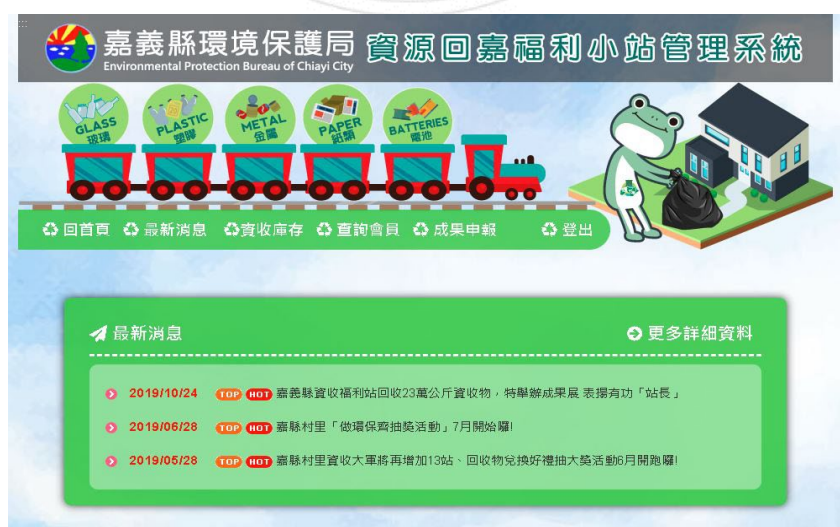 嘉義縣環境保護局 資源回嘉福利小站管理系統
Environmental Protection Bureau of Chiayi City
GLASS
玻璃
PLASTIC
塑膠
METAL
金屬
PAPER
紙類
BATTERIES
電池
回首頁 最新消息 資收庫存 查詢會員 成果申報 登出
最新消息 更多詳細資料
2019/10/24 TOP HOT 嘉義縣資收福利站回收23萬公斤資收物，特舉辦成果展 表揚有功「站長」
2019/06/28 TOP HOT 嘉縣村里「做環保齊抽獎活動」7月開始囉!
2019/05/28 TOP HOT 嘉縣村里資收大軍將再增加13站、回收物兌換好禮抽大獎活動6月開跑囉!